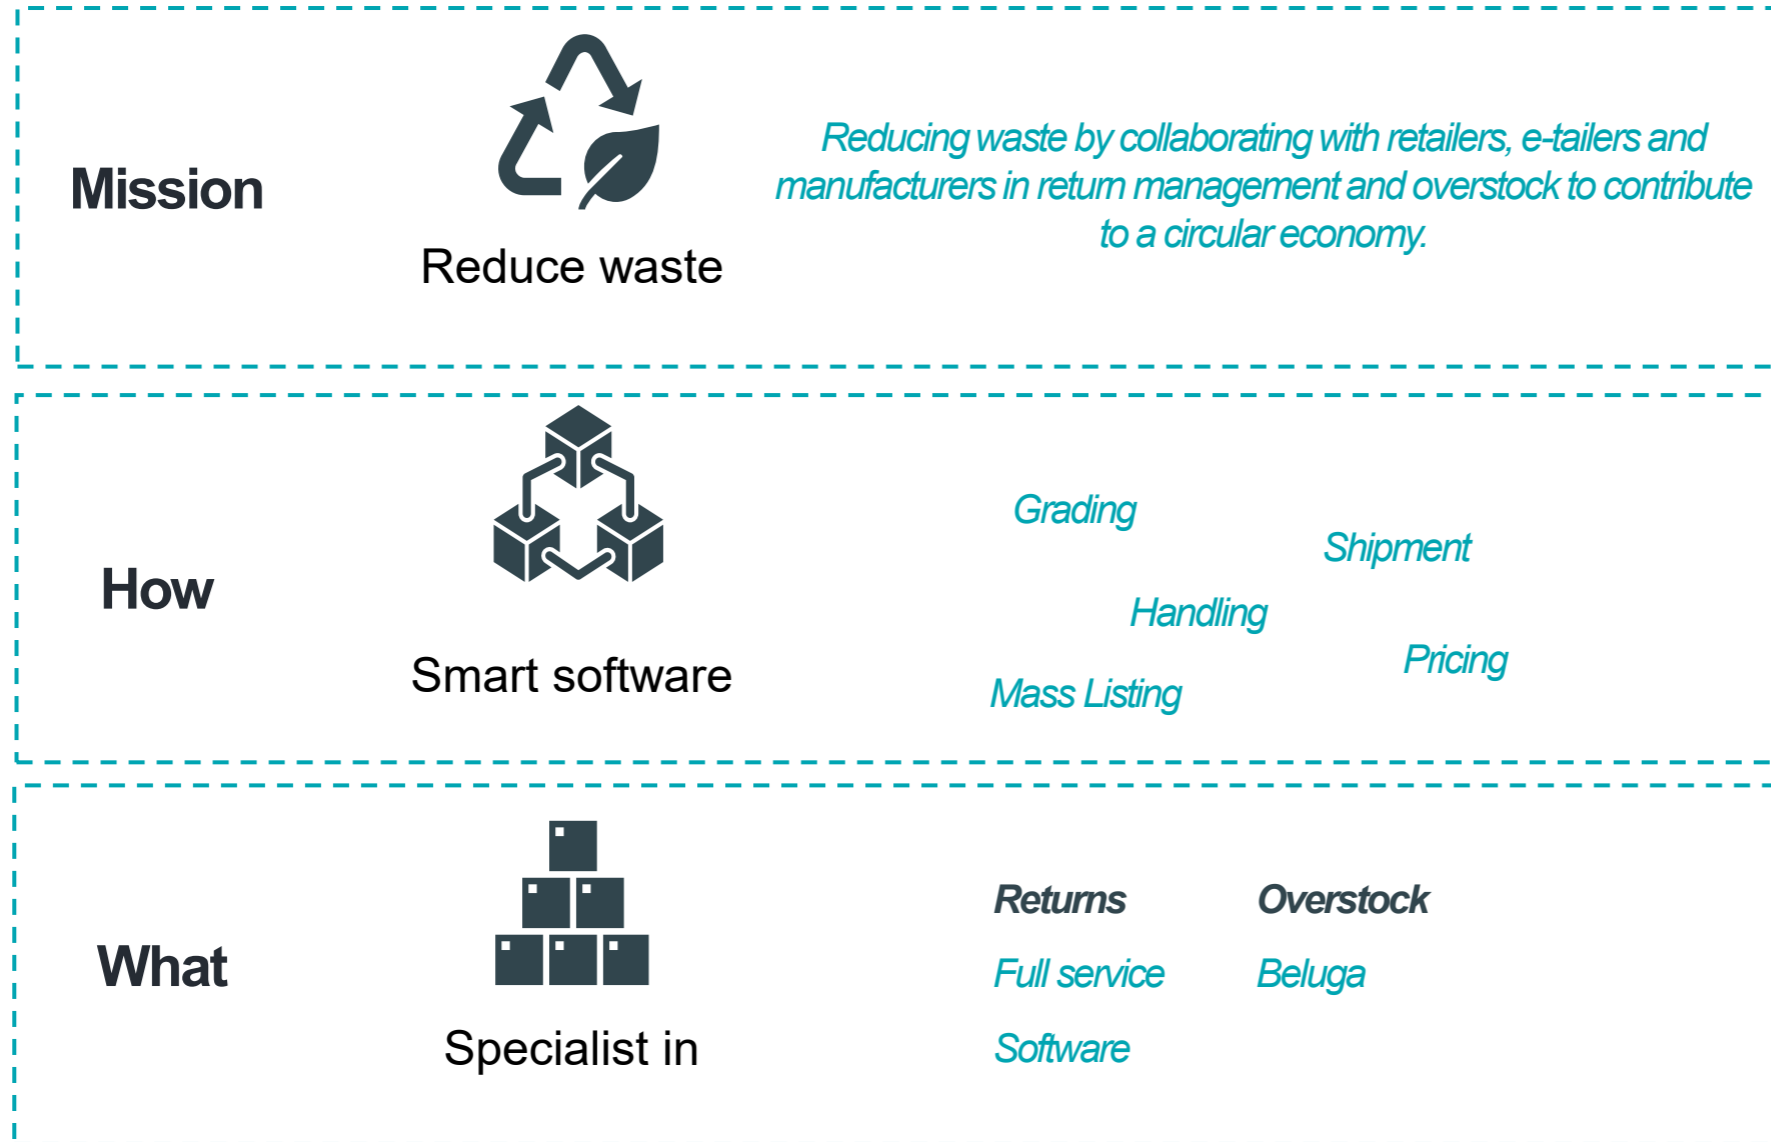 Mission
Reduce waste
Reducing waste by collaborating with retailers, e-tailers and
manufacturers in return management and overstock to contribute
to a circular economy.
How
Smart software
Grading
Shipment
Handling
Pricing
Mass Listing
What
Specialist in
Returns Overstock
Full service Beluga
Software